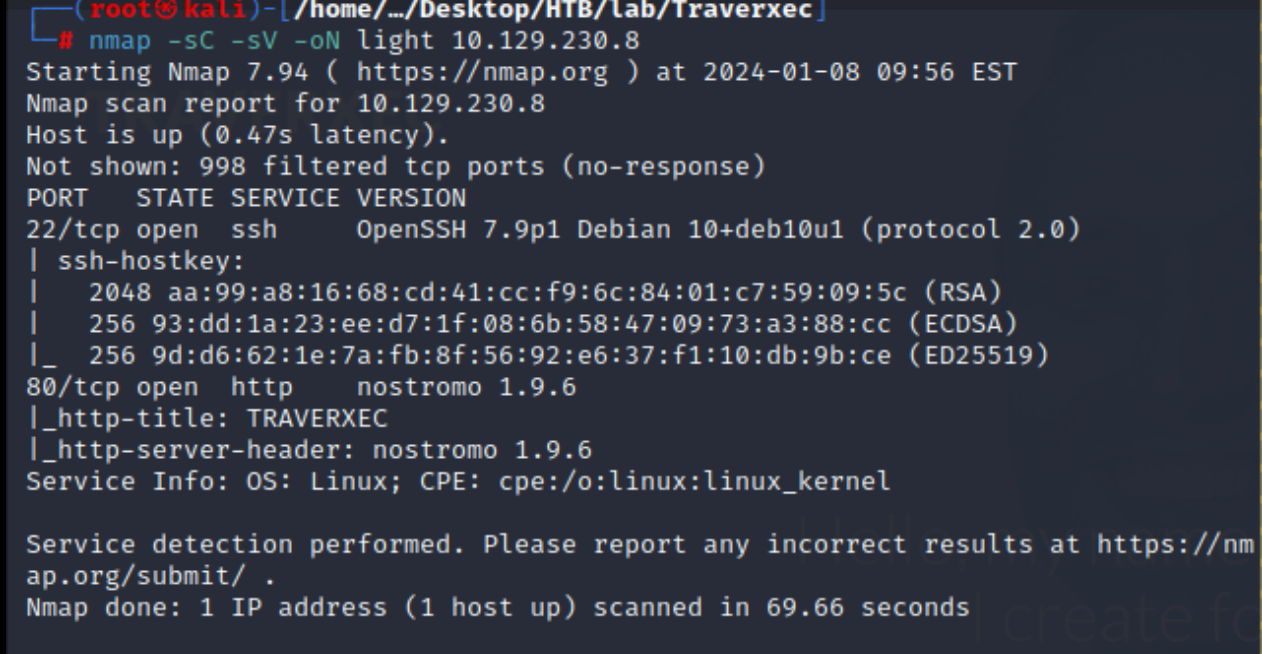 ┌──(root㉿kali)-[/home/…/Desktop/HTB/lab/Traverxec]
└─# nmap -sC -sV -oN light 10.129.230.8
Starting Nmap 7.94 ( https://nmap.org ) at 2024-01-08 09:56 EST
Nmap scan report for 10.129.230.8
Host is up (0.47s latency).
Not shown: 998 filtered tcp ports (no-response)
PORT   STATE SERVICE VERSION
22/tcp open  ssh     OpenSSH 7.9p1 Debian 10+deb10u1 (protocol 2.0)
| ssh-hostkey:
|   2048 aa:99:a8:16:68:cd:41:cc:f9:6c:84:01:c7:59:09:5c (RSA)
|   256 93:dd:1a:23:ee:d7:1f:08:6b:58:47:09:73:a3:88:cc (ECDSA)
|_  256 9d:d6:62:1e:7a:fb:8f:56:92:e6:37:f1:10:db:9b:ce (ED25519)
80/tcp open  http    nostromo 1.9.6
|_http-title: TRAVERXEC
|_http-server-header: nostromo 1.9.6
Service Info: OS: Linux; CPE: cpe:/o:linux:linux_kernel
Service detection performed. Please report any incorrect results at https://nm
ap.org/submit/ .
Nmap done: 1 IP address (1 host up) scanned in 69.66 seconds
Hello, my name
I create fo